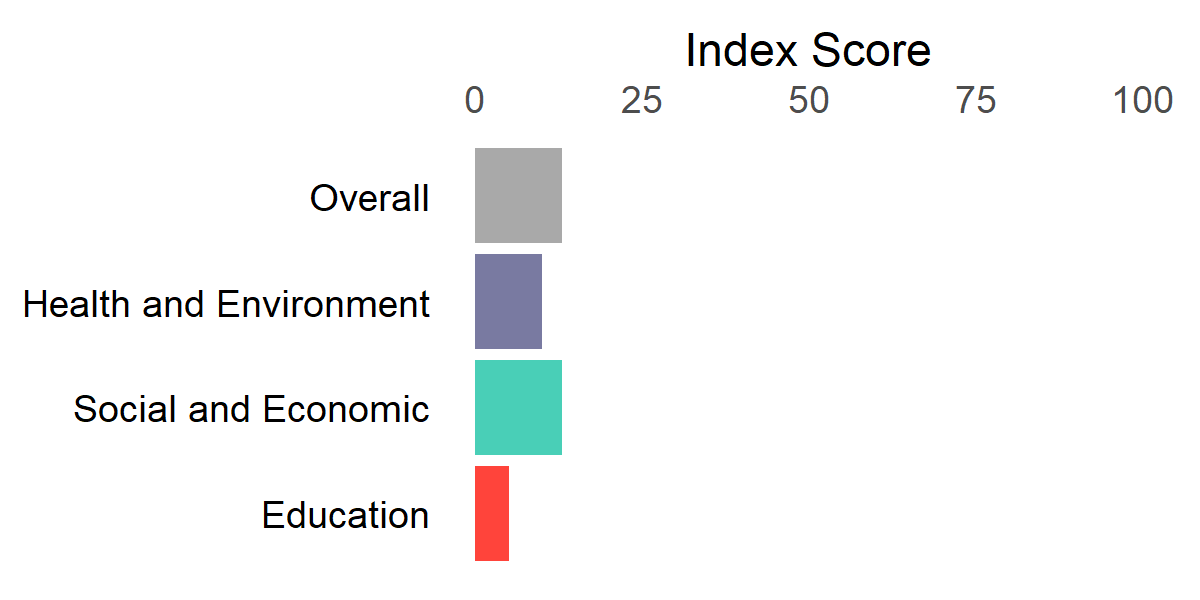 Index Score
0 25 50 75 100
Overall
Health and Environment
Social and Economic
Education